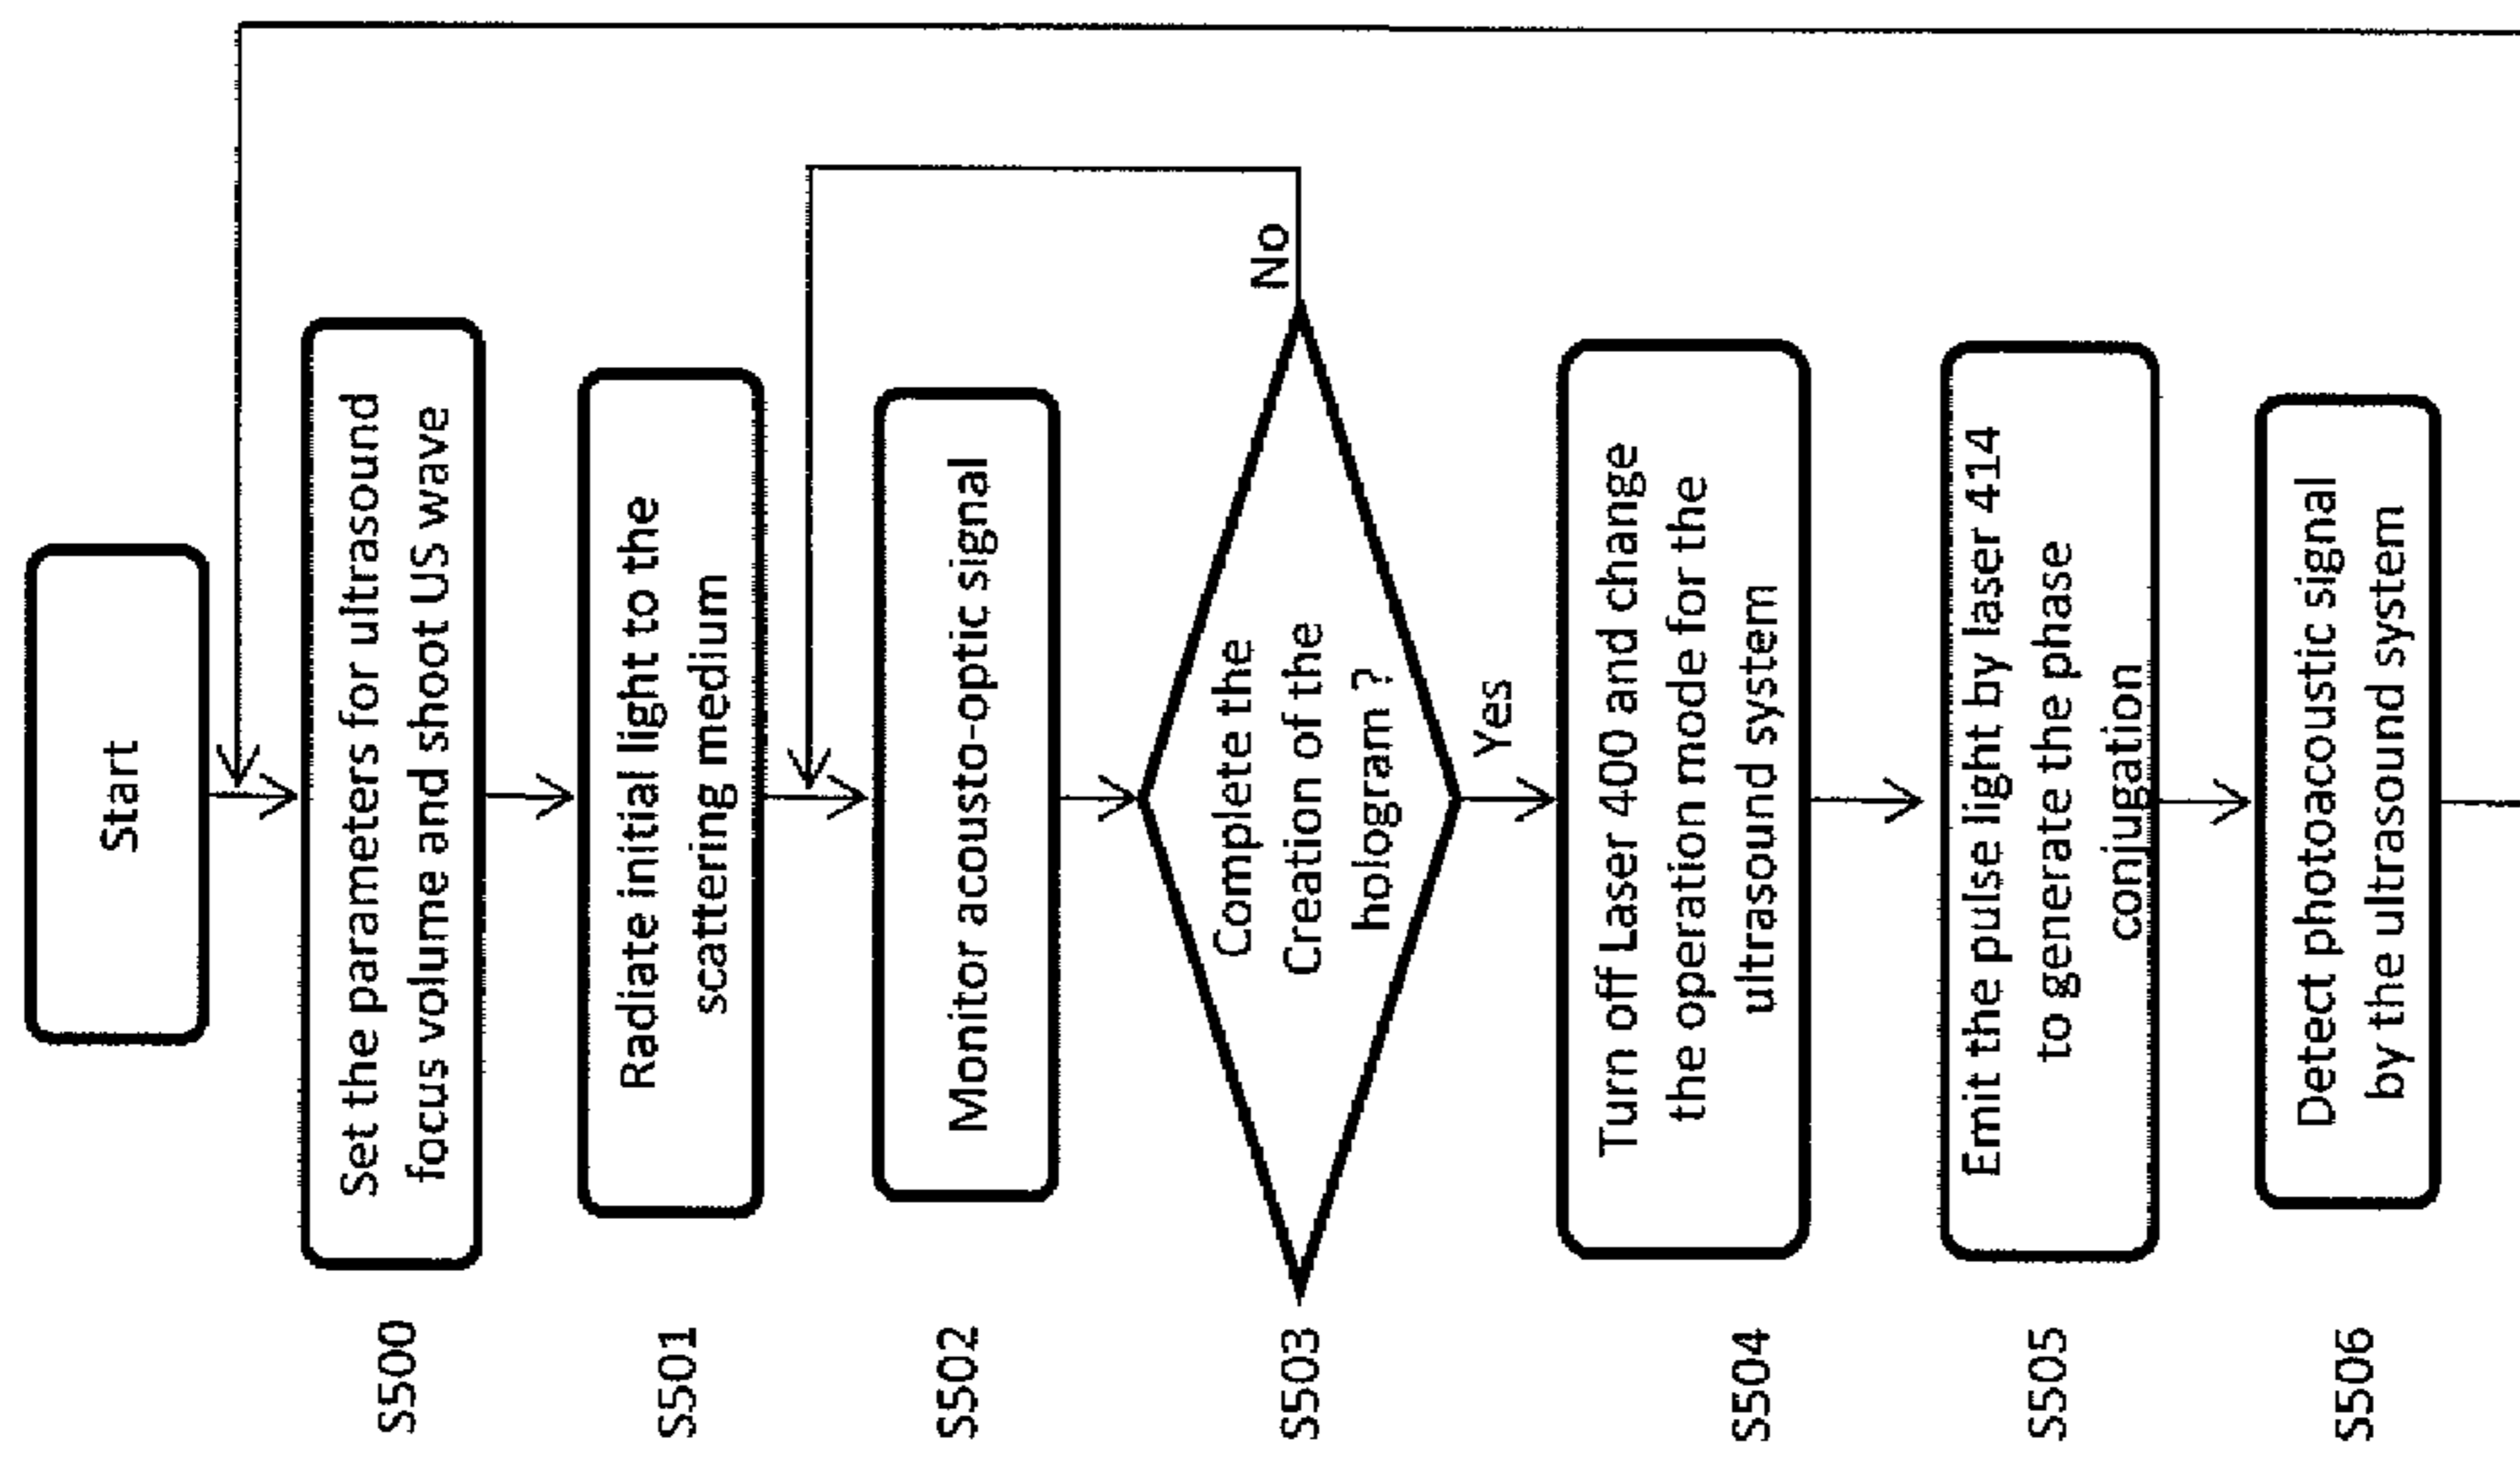 Start
S500
Set the parameters for ultrasound
focus volume and shoot US wave
S501
Radiate initial light to the
scattering medium
S502
Monitor acousto-optic signal
S503
Complete the
Creation of the
hologram ?
No
Yes
S504
Turn off Laser 400 and change
the operation mode for the
ultrasound system
S505
Emit the pulse light by laser 414
to generate the phase
conjugation
S506
Detect photoacoustic signal
by the ultrasound system